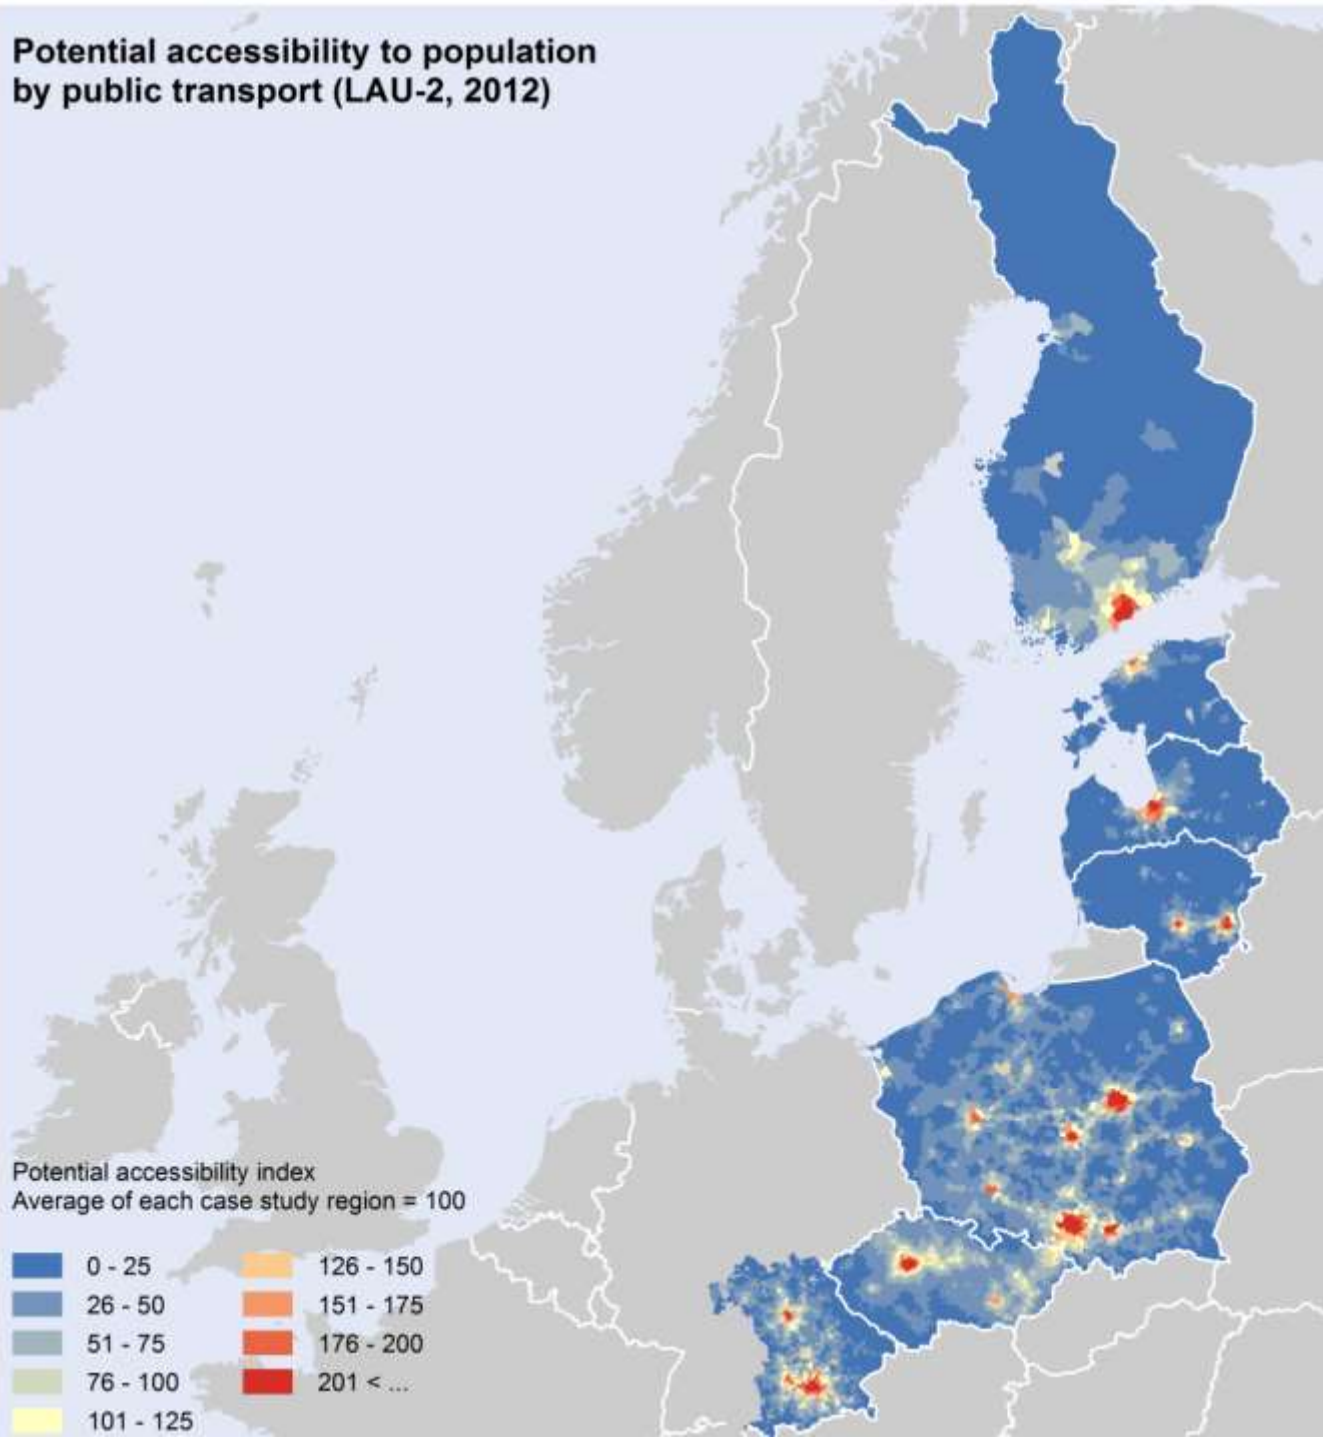 Potential accessibility to population
by public transport (LAU-2, 2012)
Potential accessibility index
Average of each case study region = 100
0 - 25
26 - 50
51 - 75
76 - 100
101 - 125
126 - 150
151 - 175
176 - 200
201 < ...